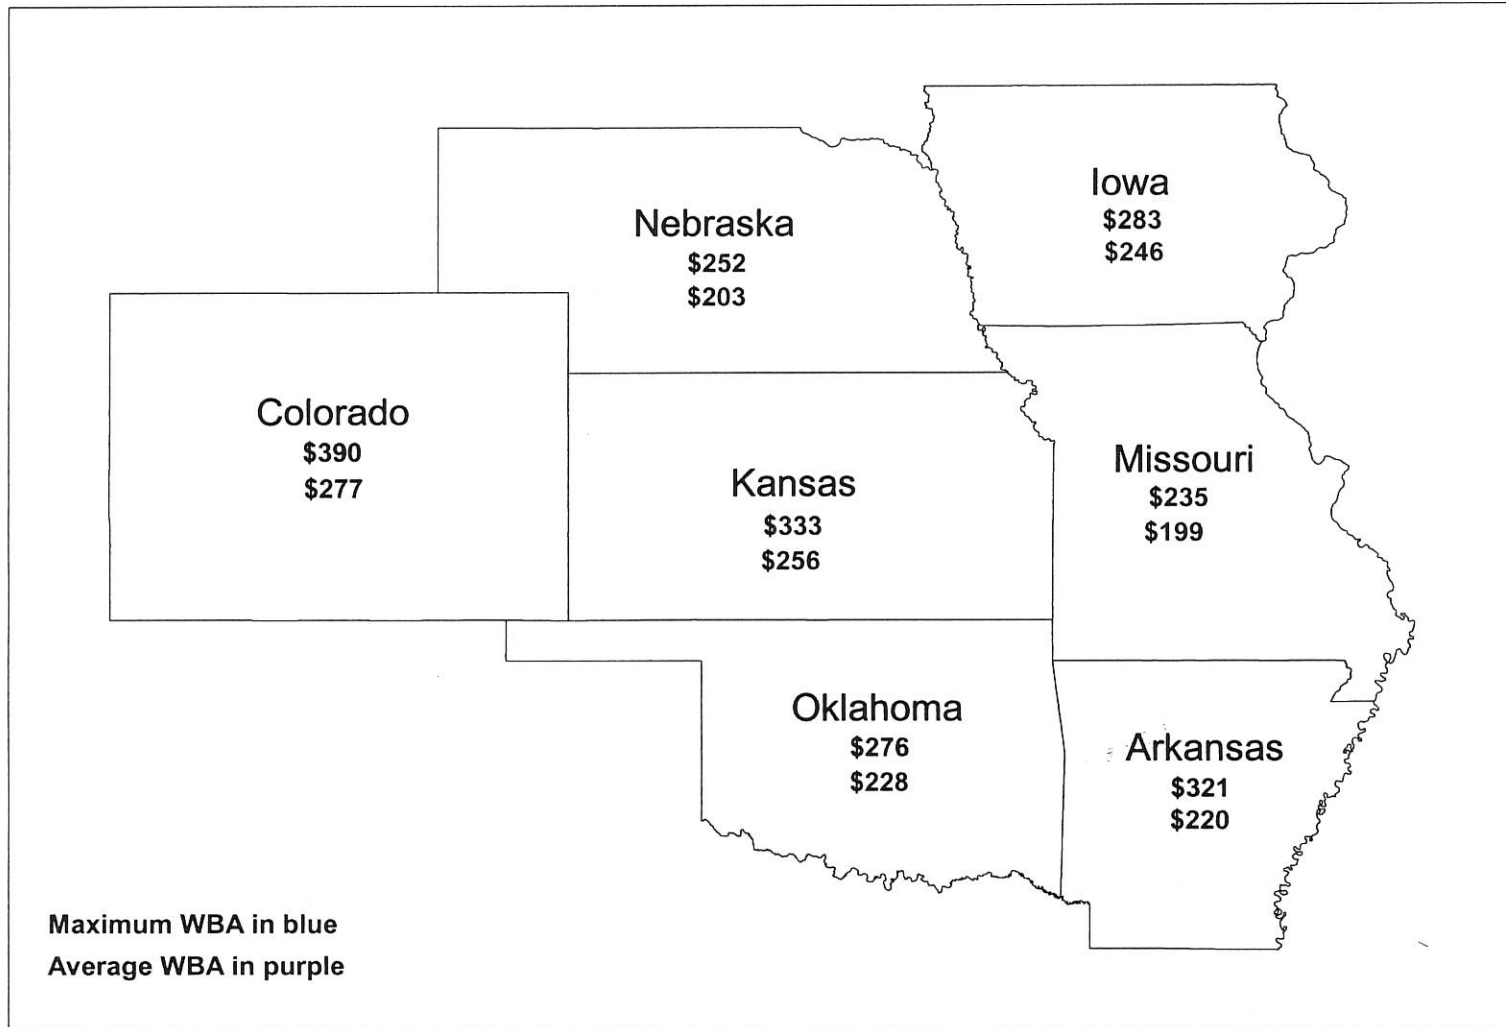 Iowa
$283
$246
Nebraska
$252
$203
Colorado
$390
$277
Kansas
$333
$256
Missouri
$235
$199
Oklahoma
$276
$228
Arkansas
$321
$220
Maximum WBA in blue
Average WBA in purple